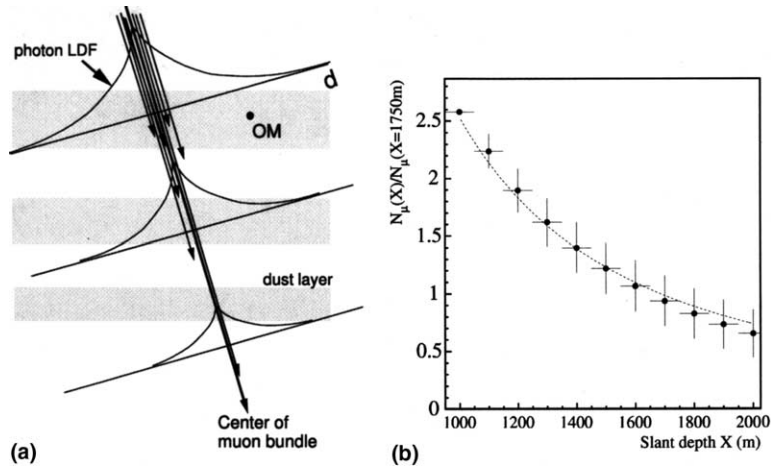 photon LDF
d
OM
dust layer
Center of
muon bundle
(a)
N_μ(X)/N_μ(X=1750m)
2.5
2
1.5
1
0.5
0
1000 1200 1400 1600 1800 2000
Slant depth X (m)
(b)